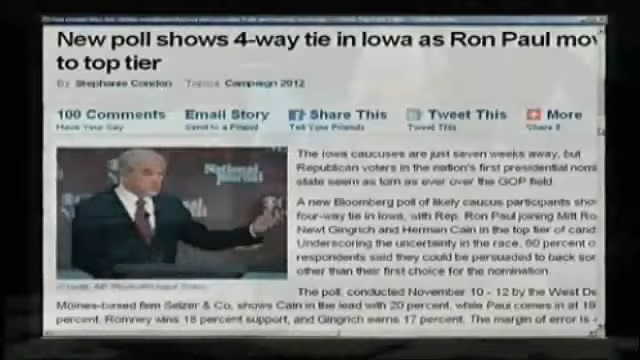 New poll shows 4-way tie in Iowa as Ron Paul mov
to top tier
By Stephanie Condon Topics Campaign 2012
100 Comments Email Story Share This Tweet This More
Have Your Say Send to a Friend Tell Your Friends Tweet This Share It
National
Journal
The Iowa caucuses are just seven weeks away, but
Republican voters in the nation's first presidential nomi
state seem as torn as ever over the GOP field
A new Bloomberg poll of likely caucus participants sho
four-way tie in Iowa, with Rep. Ron Paul joining Mitt Ro
Newt Gingrich and Herman Cain in the top tier of cand
Underscoring the uncertainty in the race, 60 percent o
respondents said they could be persuaded to back so
other than their first choice for the nomination.
The poll, conducted November 10 - 12 by the West De
Moines-based firm Selzer & Co, shows Cain in the lead with 20 percent, while Paul comes in at 19
percent, Romney wins 18 percent support, and Gingrich earns 17 percent. The margin of error is